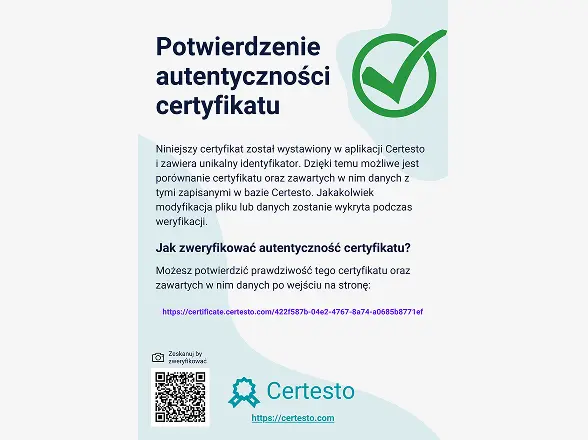 Potwierdzenie
autentyczności
certyfikatu
Niniejszy certyfikat został wystawiony w aplikacji Certesto
i zawiera unikalny identyfikator. Dzięki temu możliwe jest
porównanie certyfikatu oraz zawartych w nim danych z
tymi zapisanymi w bazie Certesto. Jakakolwiek
modyfikacja pliku lub danych zostanie wykryta podczas
weryfikacji.
Jak zweryfikować autentyczność certyfikatu?
Możesz potwierdzić prawdziwość tego certyfikatu oraz
zawartych w nim danych po wejściu na stronę:
https://certificate.certesto.com/422f587b-04e2-4767-8a74-a0685b8771ef
Zeskanuj by
zweryfikować
Certesto
https://certesto.com